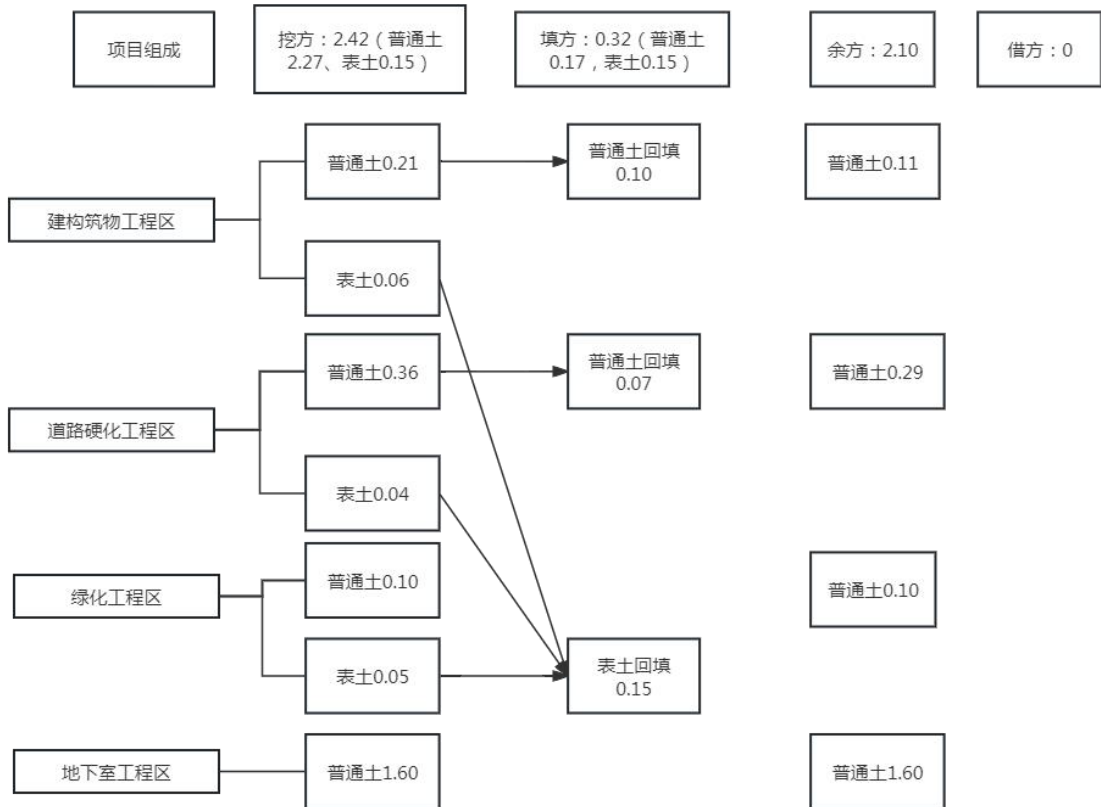 项目组成
挖方：2.42（普通土
2.27、表土0.15）
填方：0.32（普通土
0.17，表土0.15）
余方：2.10
借方：0
建构筑物工程区
普通土0.21
普通土回填
0.10
普通土0.11
表土0.06
道路硬化工程区
普通土0.36
普通土回填
0.07
普通土0.29
表土0.04
绿化工程区
普通土0.10
普通土0.10
表土0.05
表土回填
0.15
地下室工程区
普通土1.60
普通土1.60